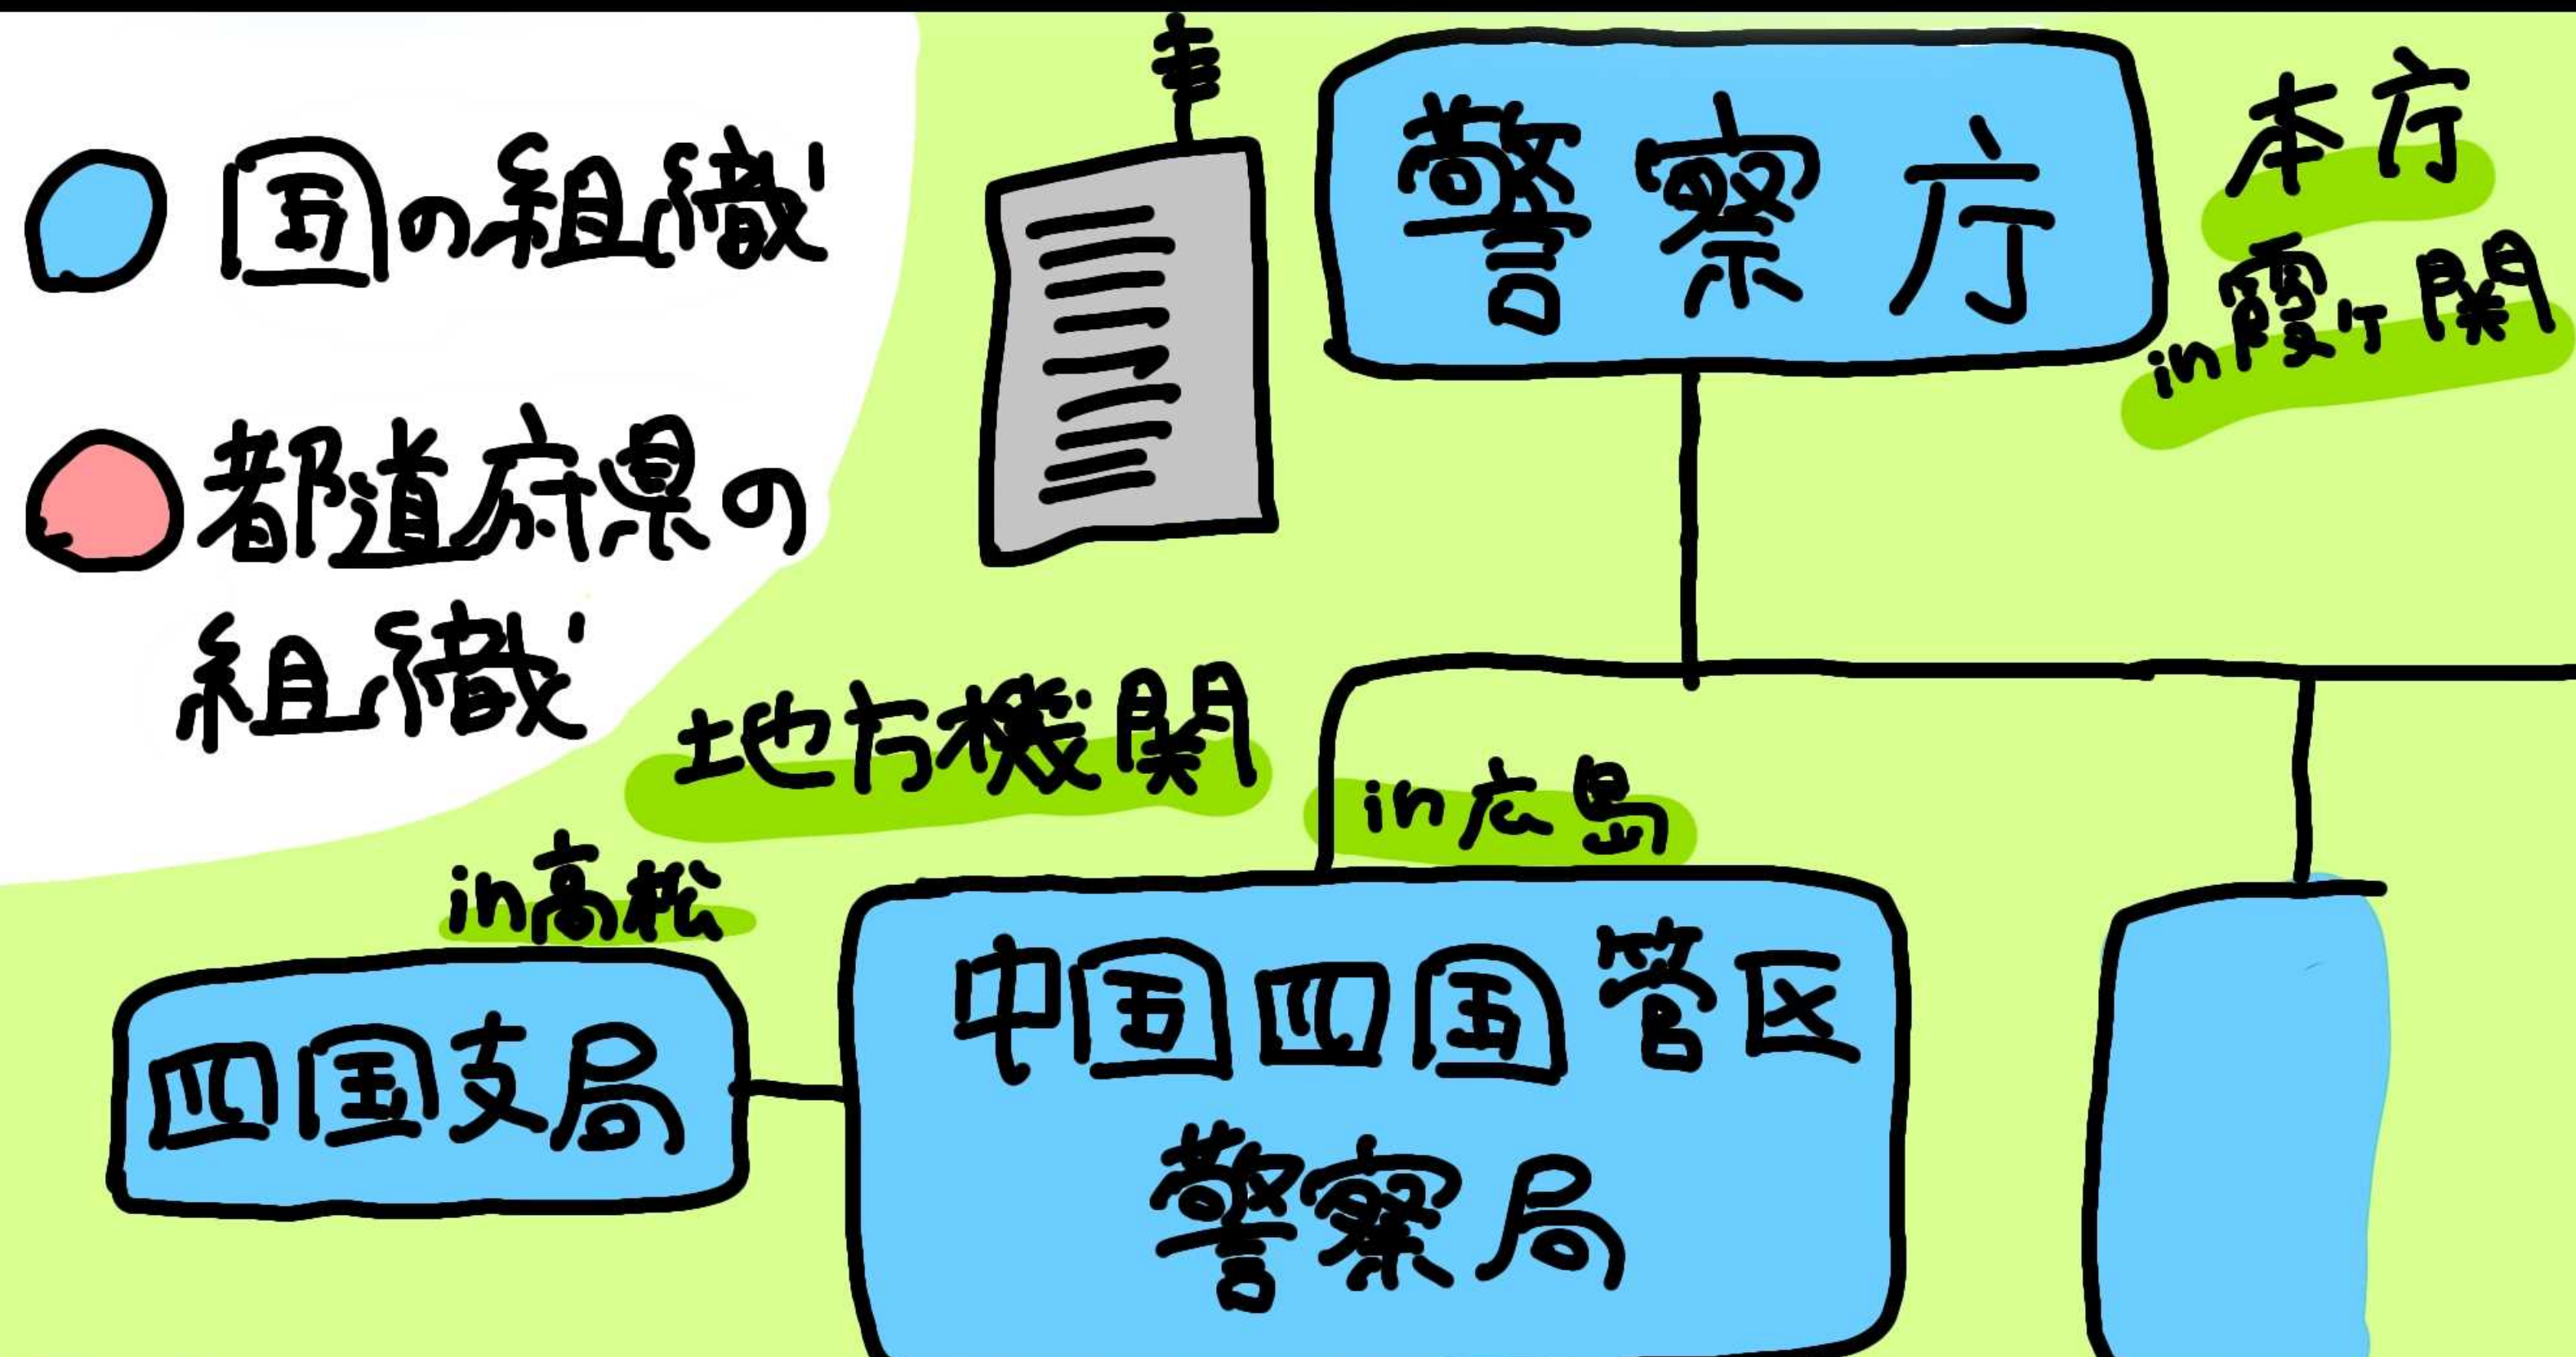 国の組織
都道府県の
組織
警察庁
本庁
in霞ヶ関
地方機関
in広島
in高松
四国支局
中国四国管区
警察局